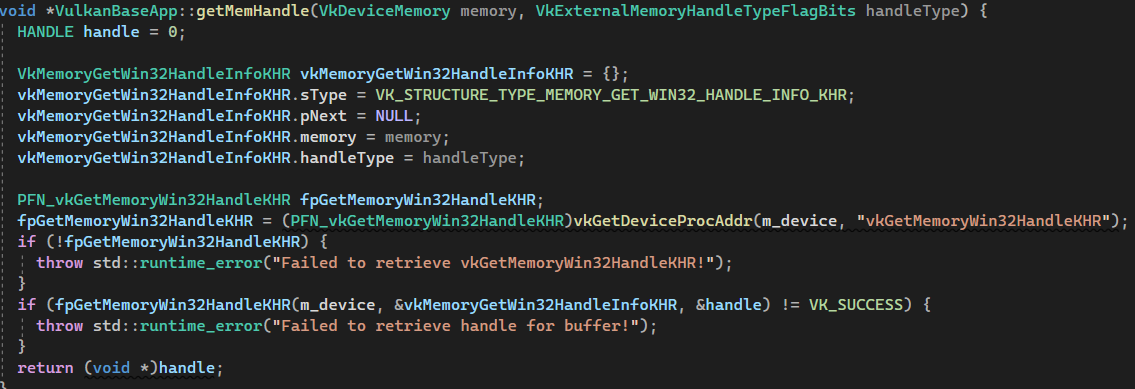 void *VulkanBaseApp::getMemHandle(VkDeviceMemory memory, VkExternalMemoryHandleTypeFlagBits handleType) {
HANDLE handle = 0;
VkMemoryGetWin32HandleInfoKHR vkMemoryGetWin32HandleInfoKHR = {};
vkMemoryGetWin32HandleInfoKHR.sType = VK_STRUCTURE_TYPE_MEMORY_GET_WIN32_HANDLE_INFO_KHR;
vkMemoryGetWin32HandleInfoKHR.pNext = NULL;
vkMemoryGetWin32HandleInfoKHR.memory = memory;
vkMemoryGetWin32HandleInfoKHR.handleType = handleType;
PFN_vkGetMemoryWin32HandleKHR fpGetMemoryWin32HandleKHR;
fpGetMemoryWin32HandleKHR = (PFN_vkGetMemoryWin32HandleKHR)vkGetDeviceProcAddr(m_device, "vkGetMemoryWin32HandleKHR");
if (!fpGetMemoryWin32HandleKHR) {
throw std::runtime_error("Failed to retrieve vkGetMemoryWin32HandleKHR!");
}
if (fpGetMemoryWin32HandleKHR(m_device, &vkMemoryGetWin32HandleInfoKHR, &handle) != VK_SUCCESS) {
throw std::runtime_error("Failed to retrieve handle for buffer!");
}
return (void *)handle;
}